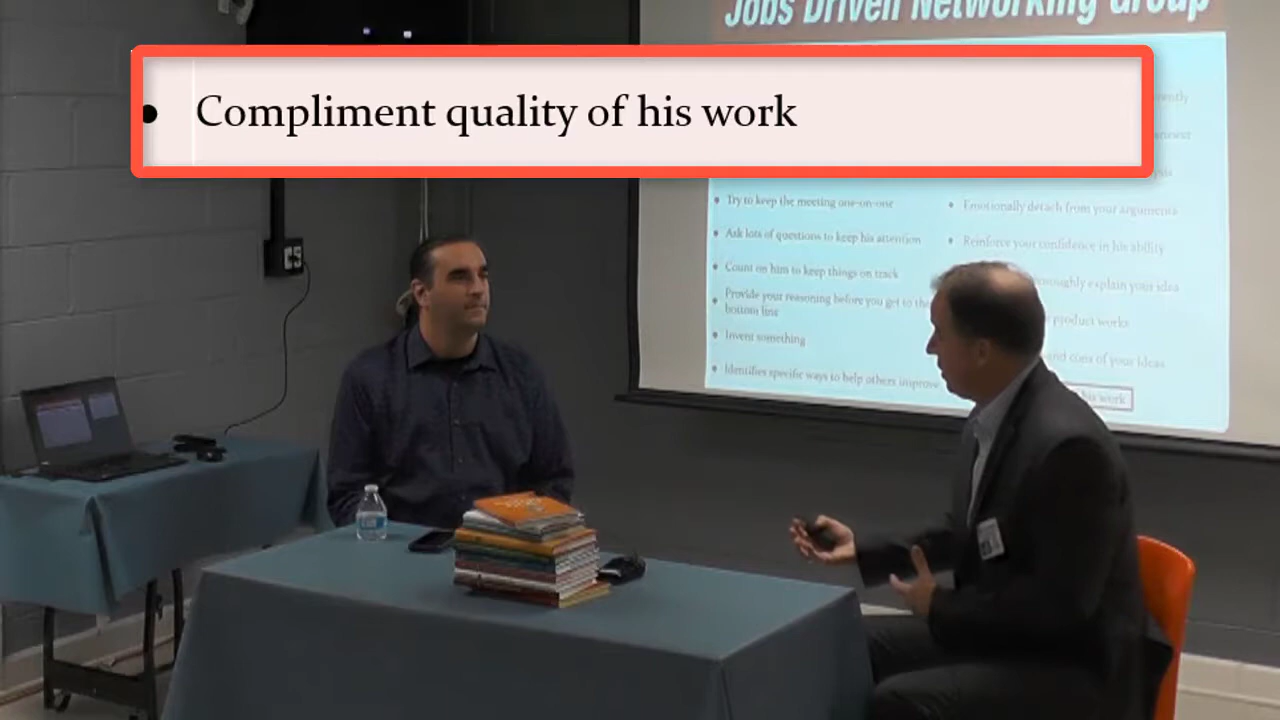 Jobs Driven Networking Group
• Compliment quality of his work
• Try to keep the meeting one-on-one
• Ask lots of questions to keep his attention
• Count on him to keep things on track
• Provide your reasoning before you get to the
bottom line
• Invent something
• Identifies specific ways to help others improve
• Emotionally detach from your arguments
• Reinforce your confidence in his ability
explain your idea
product works
and cons of your ideas
his work